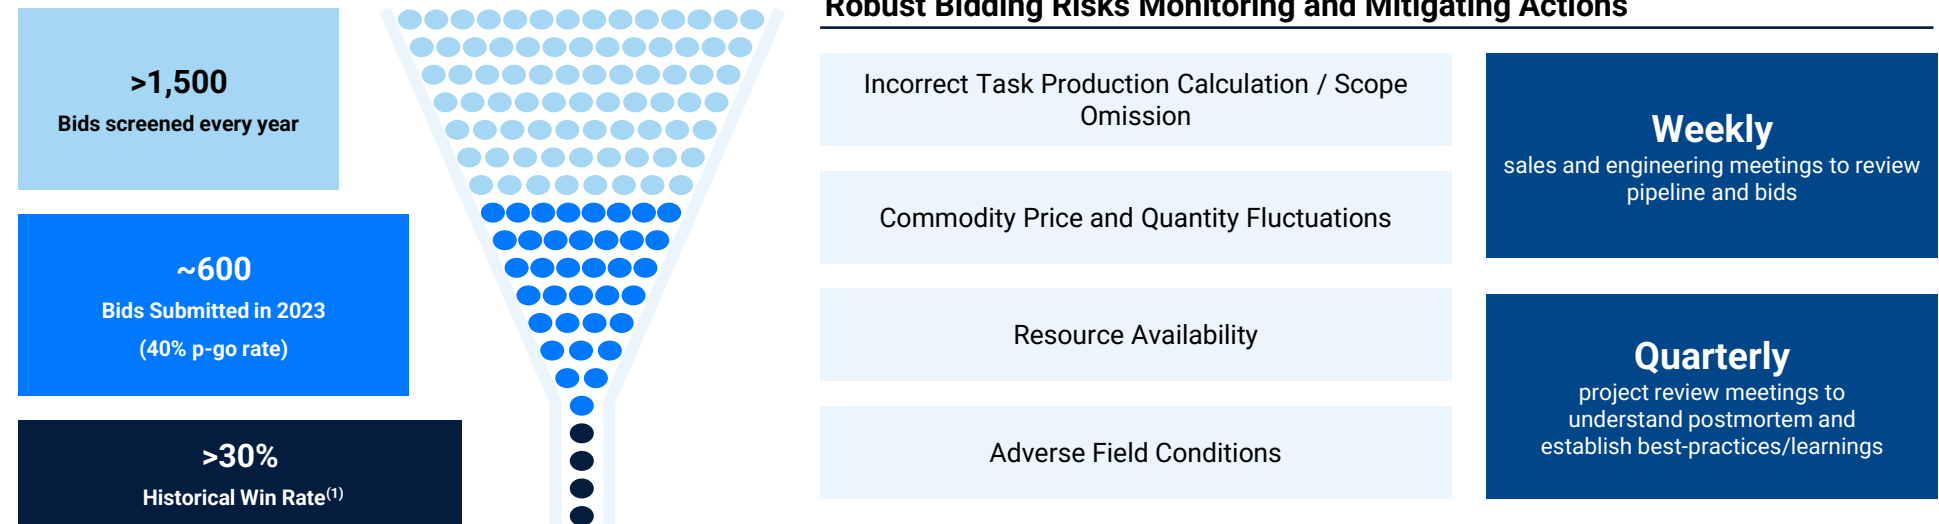 >1,500
Bids screened every year
~600
Bids Submitted in 2023
(40% p-go rate)
>30%
Historical Win Rate(1)
Robust Bidding Risks Monitoring and Mitigating Actions
Incorrect Task Production Calculation / Scope
Omission
Commodity Price and Quantity Fluctuations
Resource Availability
Adverse Field Conditions
Weekly
sales and engineering meetings to review
pipeline and bids
Quarterly
project review meetings to
understand postmortem and
establish best-practices/learnings